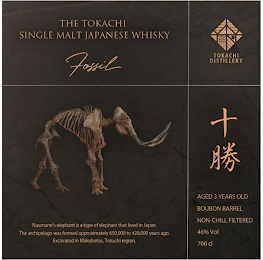 THE TOKACHI
SINGLE MALT JAPANESE WHISKY
Fossil
TOKACHI
DISTILLERY
十勝
Naumann's elephant is a type of elephant that lived in Japan.
The archipelago was formed approximately 650,000 to 420,000 years ago.
Excavated in Makubetsu, Tokachi region.
AGED 3 YEARS OLD
BOUBON BARREL
NON-CHILL FILTERED
46% Vol
700 cl